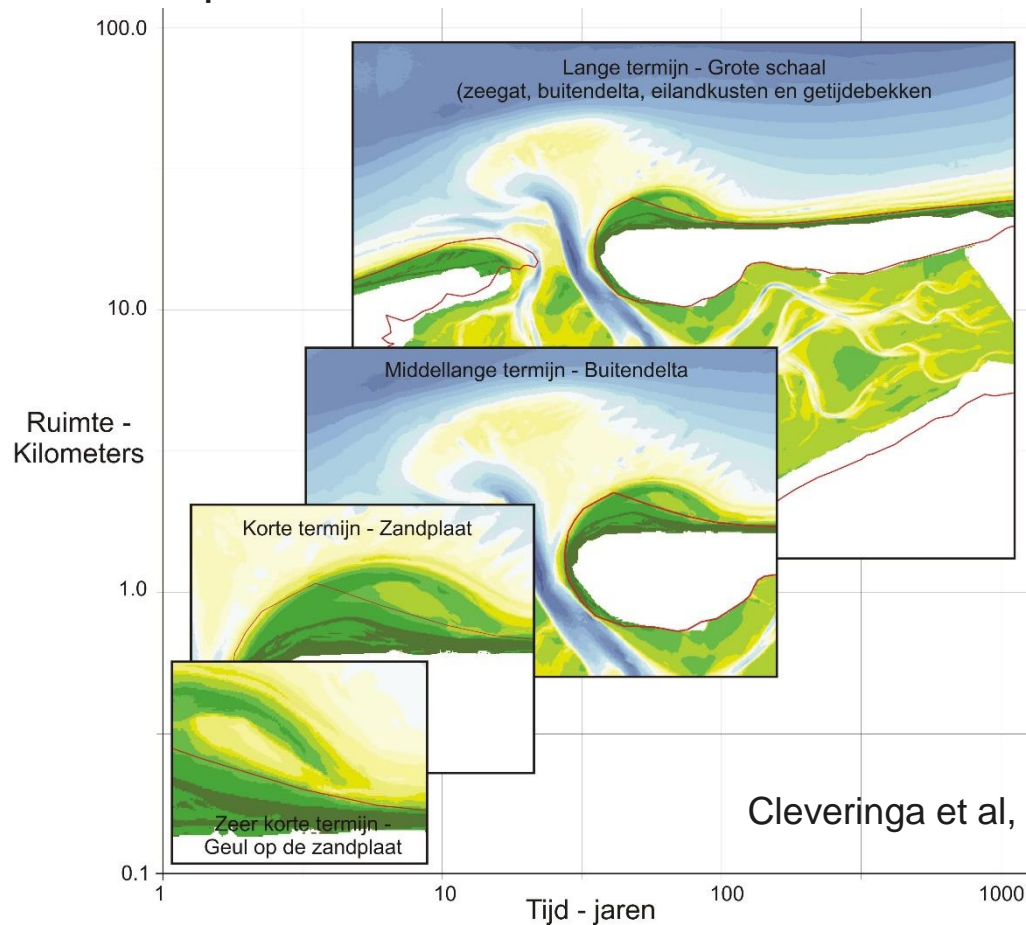 100.0
Lange termijn - Grote schaal
(zeegat, buitendelta, eilandkusten en getijdebekken
10.0
Middellange termijn - Buitendelta
Ruimte -
Kilometers
Korte termijn - Zandplaat
1.0
Zeer korte termijn -
Geul op de zandplaat
Cleveringa et al,
0.1
1
10
100
1000
Tijd - jaren